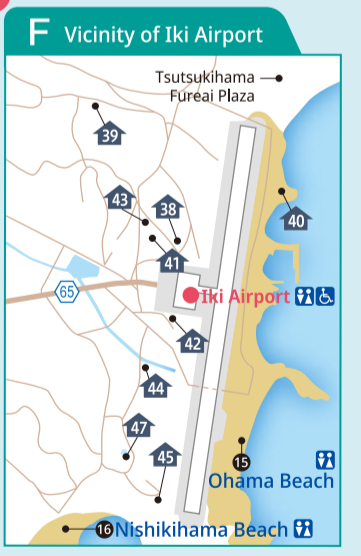 F Vicinity of Iki Airport
Tsutsukihama
Fureai Plaza
39
43
38
40
41
65
Iki Airport
42
44
47
45
15
Ohama Beach
16 Nishikihama Beach